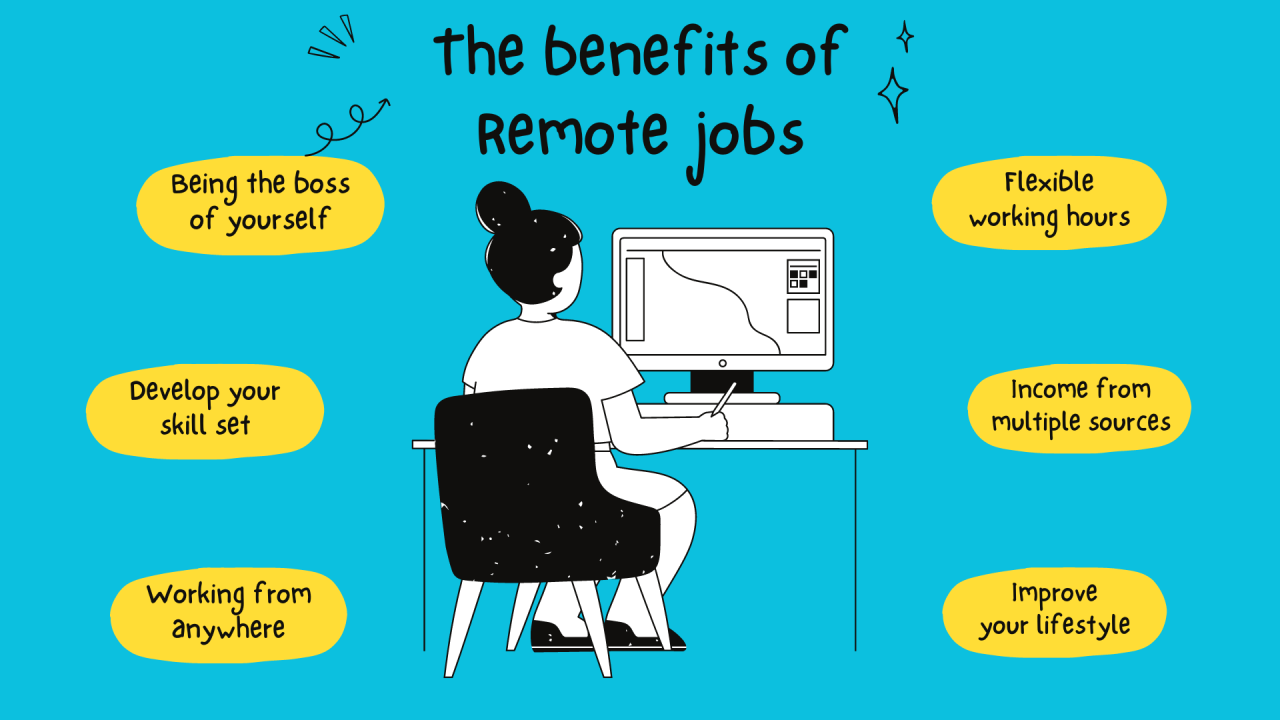 The benefits of
Remote jobs
Being the boss
of yourself
Flexible
working hours
Develop your
skill set
Income from
multiple sources
Working from
anywhere
Improve
your lifestyle